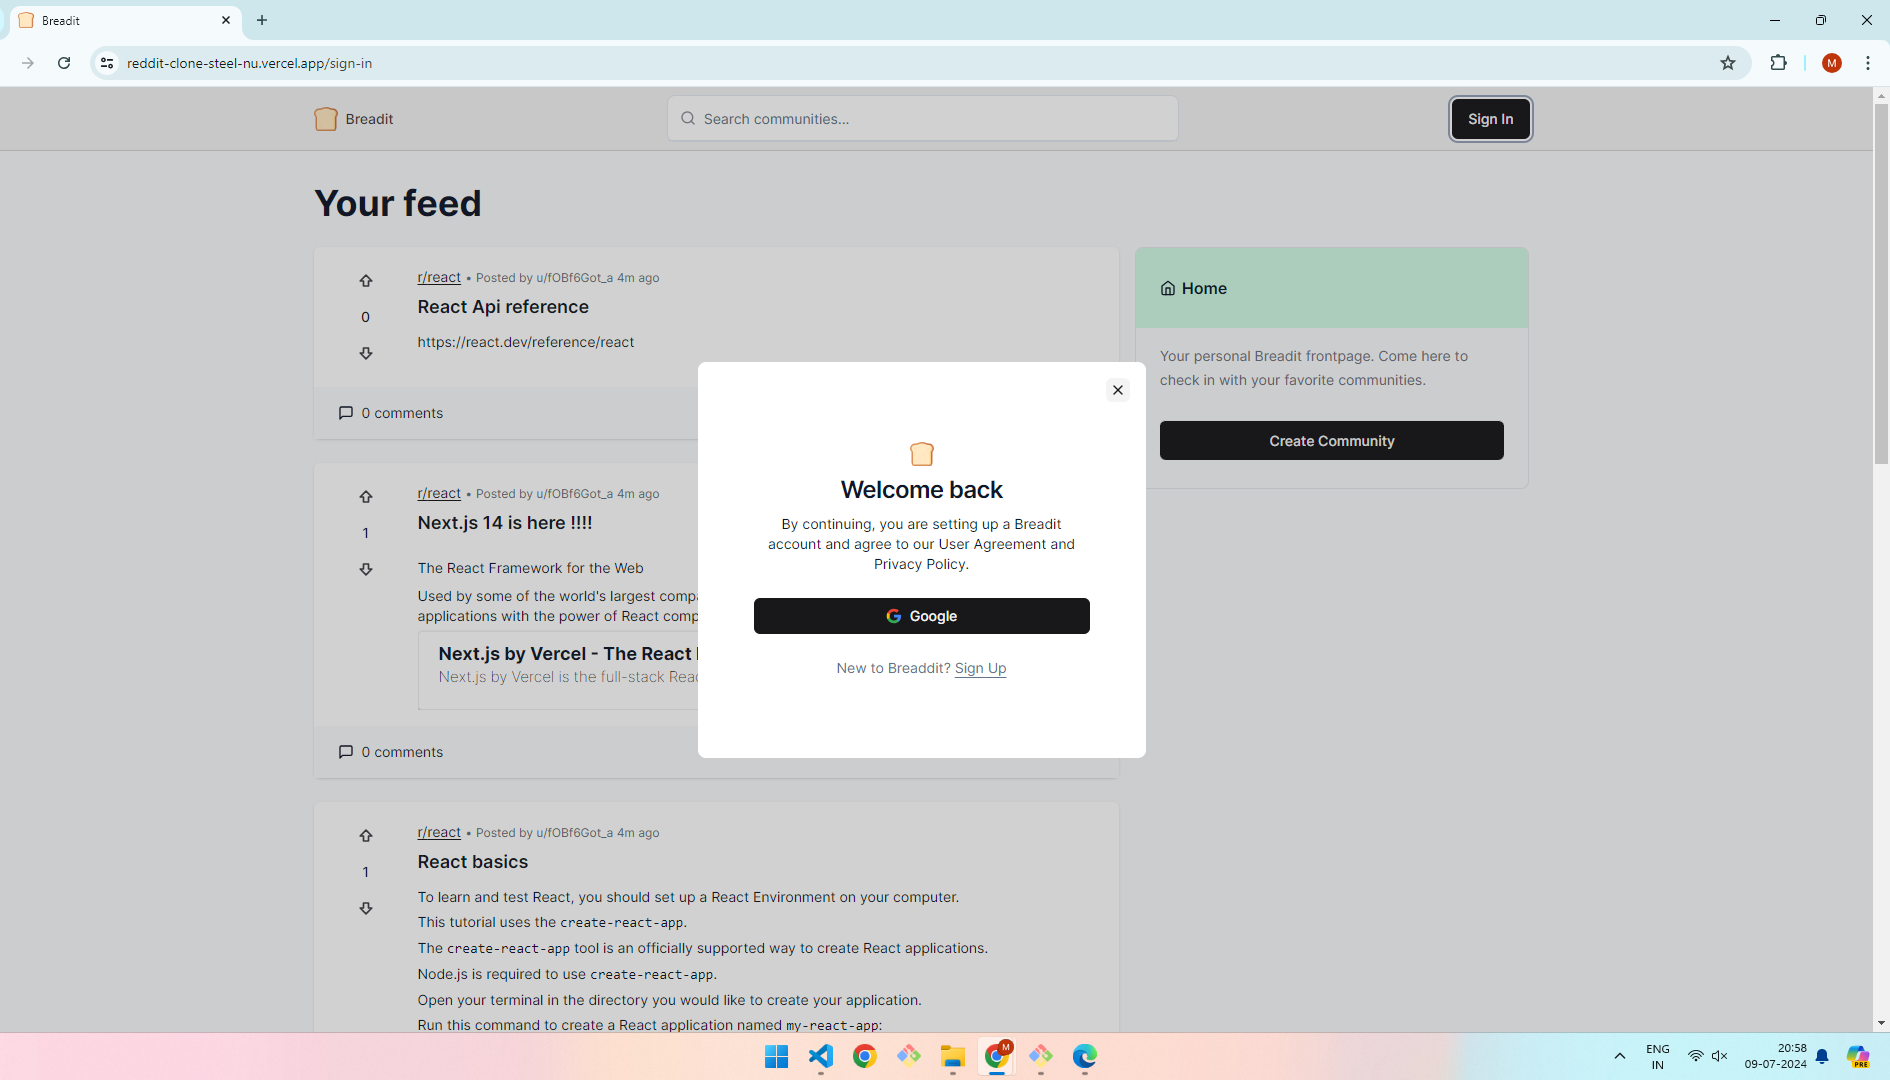 Breadit
reddit-clone-steel-nu.vercel.app/sign-in
M
Breadit
Search communities...
Sign In
Your feed
r/react • Posted by u/fOBf6Got_a 4m ago
React Api reference
0
https://react.dev/reference/react
0 comments
Home
Your personal Breadit frontpage. Come here to
check in with your favorite communities.
Create Community
r/react • Posted by u/fOBf6Got_a 4m ago
Next.js 14 is here !!!!
1
The React Framework for the Web
Used by some of the world's largest
applications with the power of React
Next.js by Vercel - The React
Next.js by Vercel is the full-stack
0 comments
Welcome back
By continuing, you are setting up a Breadit
account and agree to our User Agreement and
Privacy Policy.
Google
New to Breaddit? Sign Up
r/react • Posted by u/fOBf6Got_a 4m ago
React basics
1
To learn and test React, you should set up a React Environment on your computer.
This tutorial uses the create-react-app.
The create-react-app tool is an officially supported way to create React applications.
Node.js is required to use create-react-app.
Open your terminal in the directory you would like to create your application.
Run this command to create a React application named my-react-app:
M
ENG
IN
20:58
09-07-2024
PRE